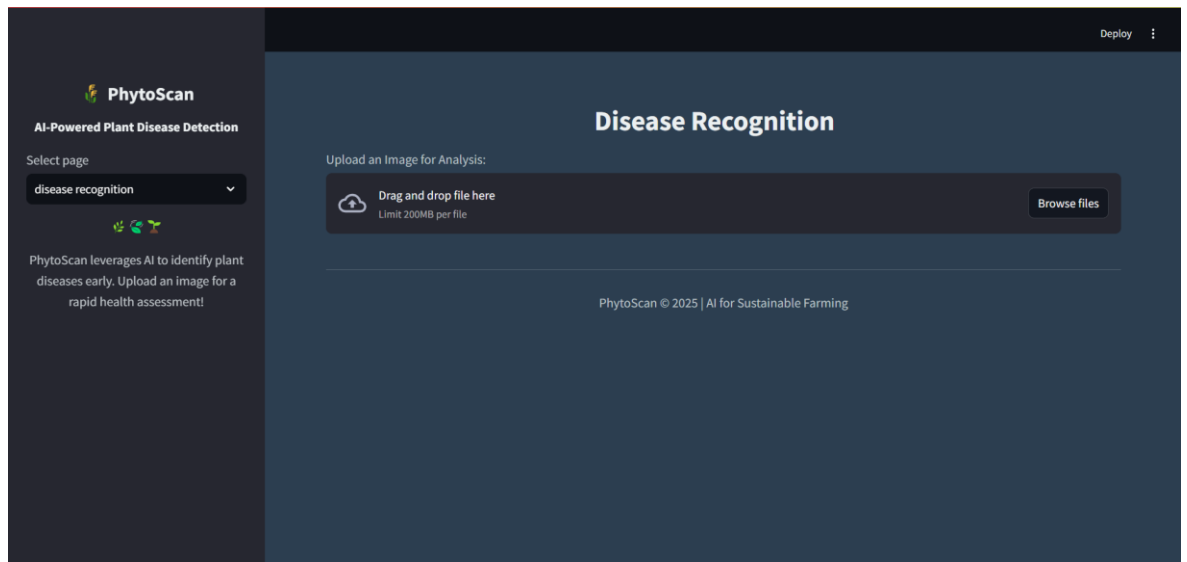 Deploy
PhytoScan
AI-Powered Plant Disease Detection
Select page
disease recognition
PhytoScan leverages AI to identify plant
diseases early. Upload an image for a
rapid health assessment!
Disease Recognition
Upload an Image for Analysis:
Drag and drop file here
Limit 200MB per file
Browse files
PhytoScan © 2025 | AI for Sustainable Farming